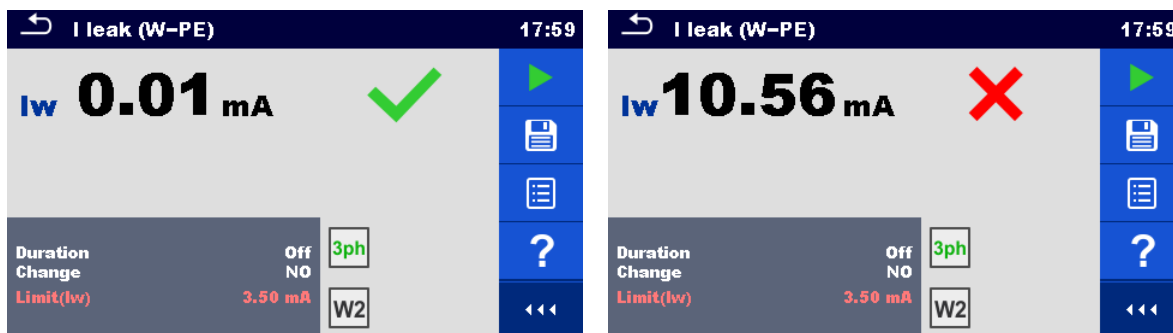 I leak (W-PE) 17:59
Iw 0.01 mA
Duration Off
Change NO
Limit(Iw) 3.50 mA
3ph
W2
?
I leak (W-PE) 17:59
Iw 10.56 mA
Duration Off
Change NO
Limit(Iw) 3.50 mA
3ph
W2
?